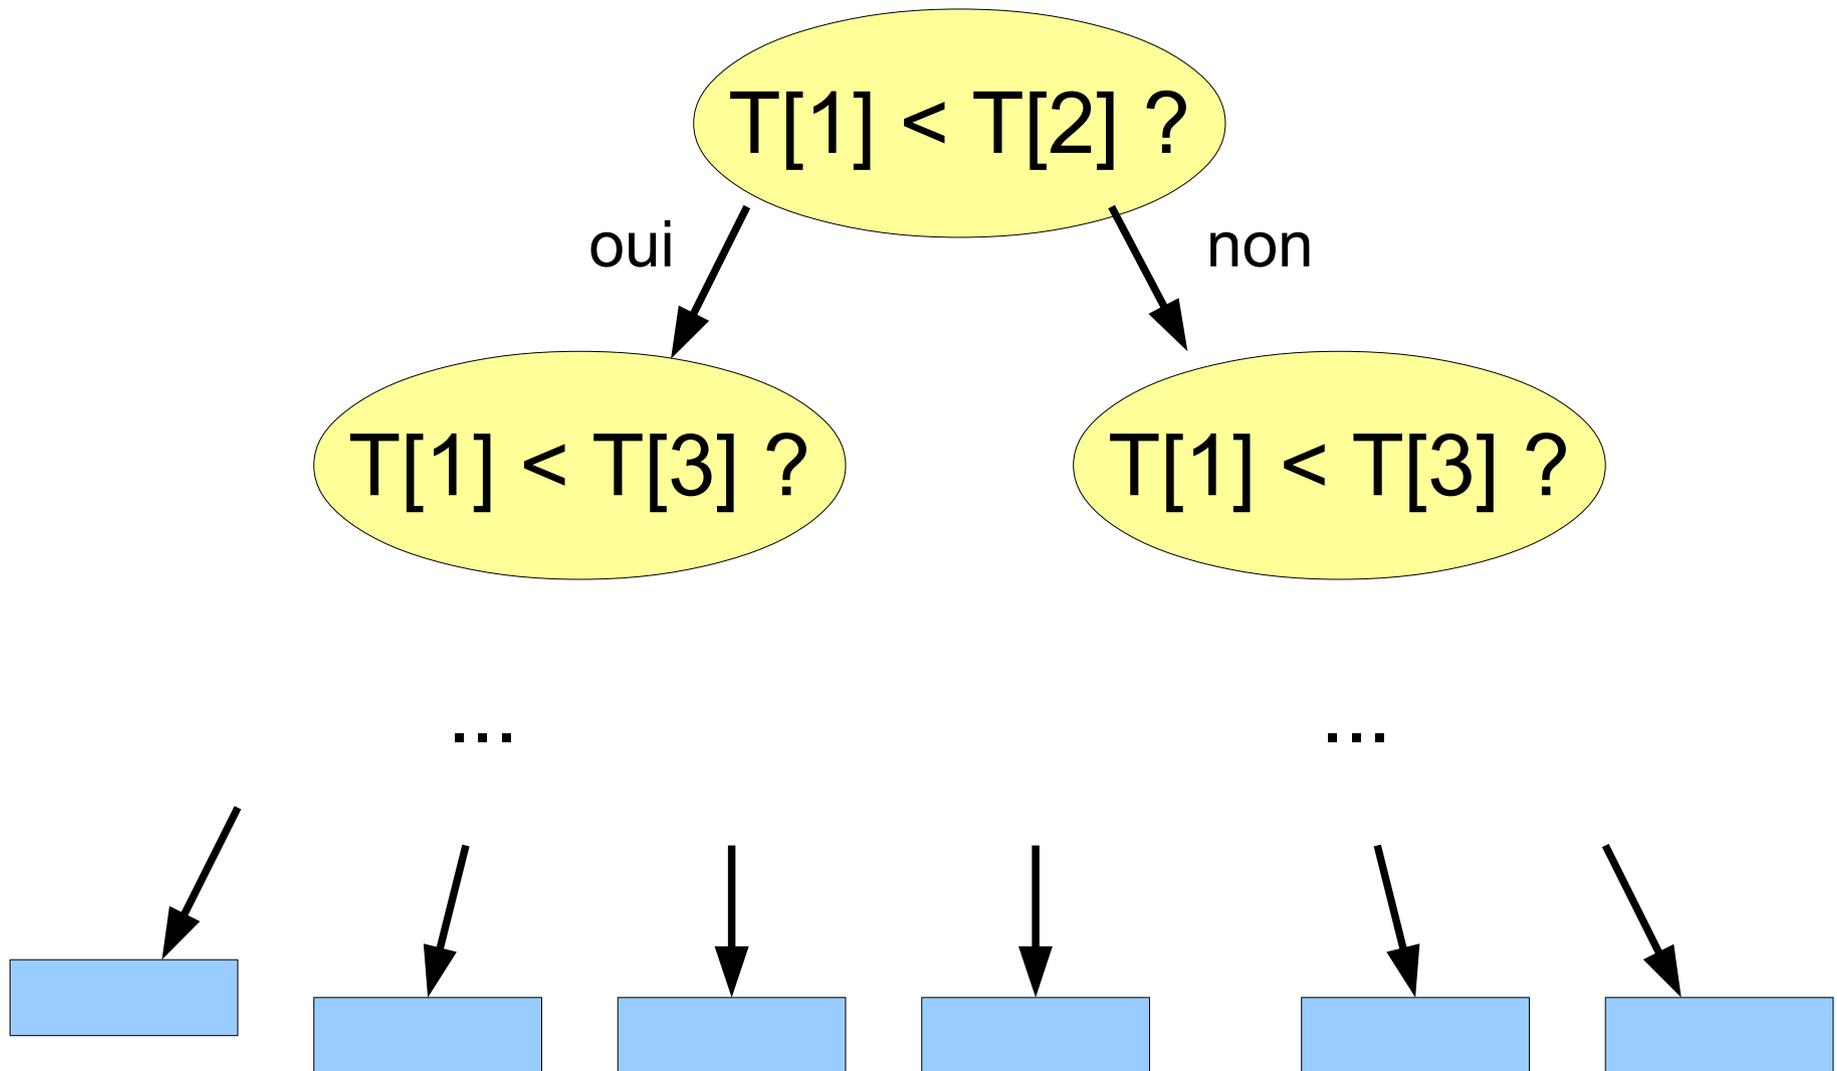 T[1] < T[2] ?
oui
non
T[1] < T[3] ?
T[1] < T[3] ?
...
...